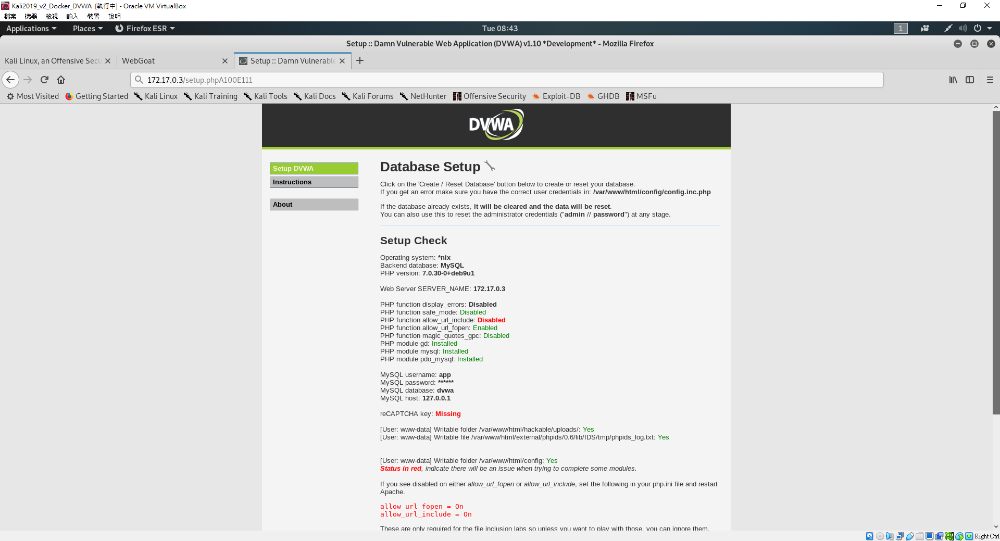 Kali2019_v2_Docker_DVWA [執行中] - Oracle VM VirtualBox
檔案 機器 檢視 輸入 裝置 說明
Applications Places Firefox ESR Tue 08:43 1
Setup :: Damn Vulnerable Web Application (DVWA) v1.10 *Development* - Mozilla Firefox
Kali Linux, an Offensive Secu WebGoat Setup :: Damn Vulnerable
172.17.0.3/setup.phpA100E111
Most Visited Getting Started Kali Linux Kali Training Kali Tools Kali Docs Kali Forums NetHunter Offensive Security Exploit-DB GHDB MSFu
DVWA
Setup DVWA
Instructions
About
Database Setup
Click on the 'Create / Reset Database' button below to create or reset your database.
If you get an error make sure you have the correct user credentials in: /var/www/html/config/config.inc.php
If the database already exists, it will be cleared and the data will be reset.
You can also use this to reset the administrator credentials ("admin // password") at any stage.
Setup Check
Operating system: *nix
Backend database: MySQL
PHP version: 7.0.30-0+deb9u1
Web Server SERVER_NAME: 172.17.0.3
PHP function display_errors: Disabled
PHP function safe_mode: Disabled
PHP function allow_url_include: Disabled
PHP function allow_url_fopen: Enabled
PHP function magic_quotes_gpc: Disabled
PHP module gd: Installed
PHP module mysql: Installed
PHP module pdo_mysql: Installed
MySQL username: app
MySQL password: ******
MySQL database: dvwa
MySQL host: 127.0.0.1
reCAPTCHA key: Missing
[User: www-data] Writable folder /var/www/html/hackable/uploads/: Yes
[User: www-data] Writable file /var/www/html/external/phpids/0.6/lib/IDS/tmp/phpids_log.txt: Yes
[User: www-data] Writable folder /var/www/html/config: Yes
Status in red, indicate there will be an issue when trying to complete some modules.
If you see disabled on either allow_url_fopen or allow_url_include, set the following in your php.ini file and restart
Apache.
allow_url_fopen = On
allow_url_include = On
These are only required for the file inclusion labs so unless you want to play with those, you can ignore them.
Right Ctrl